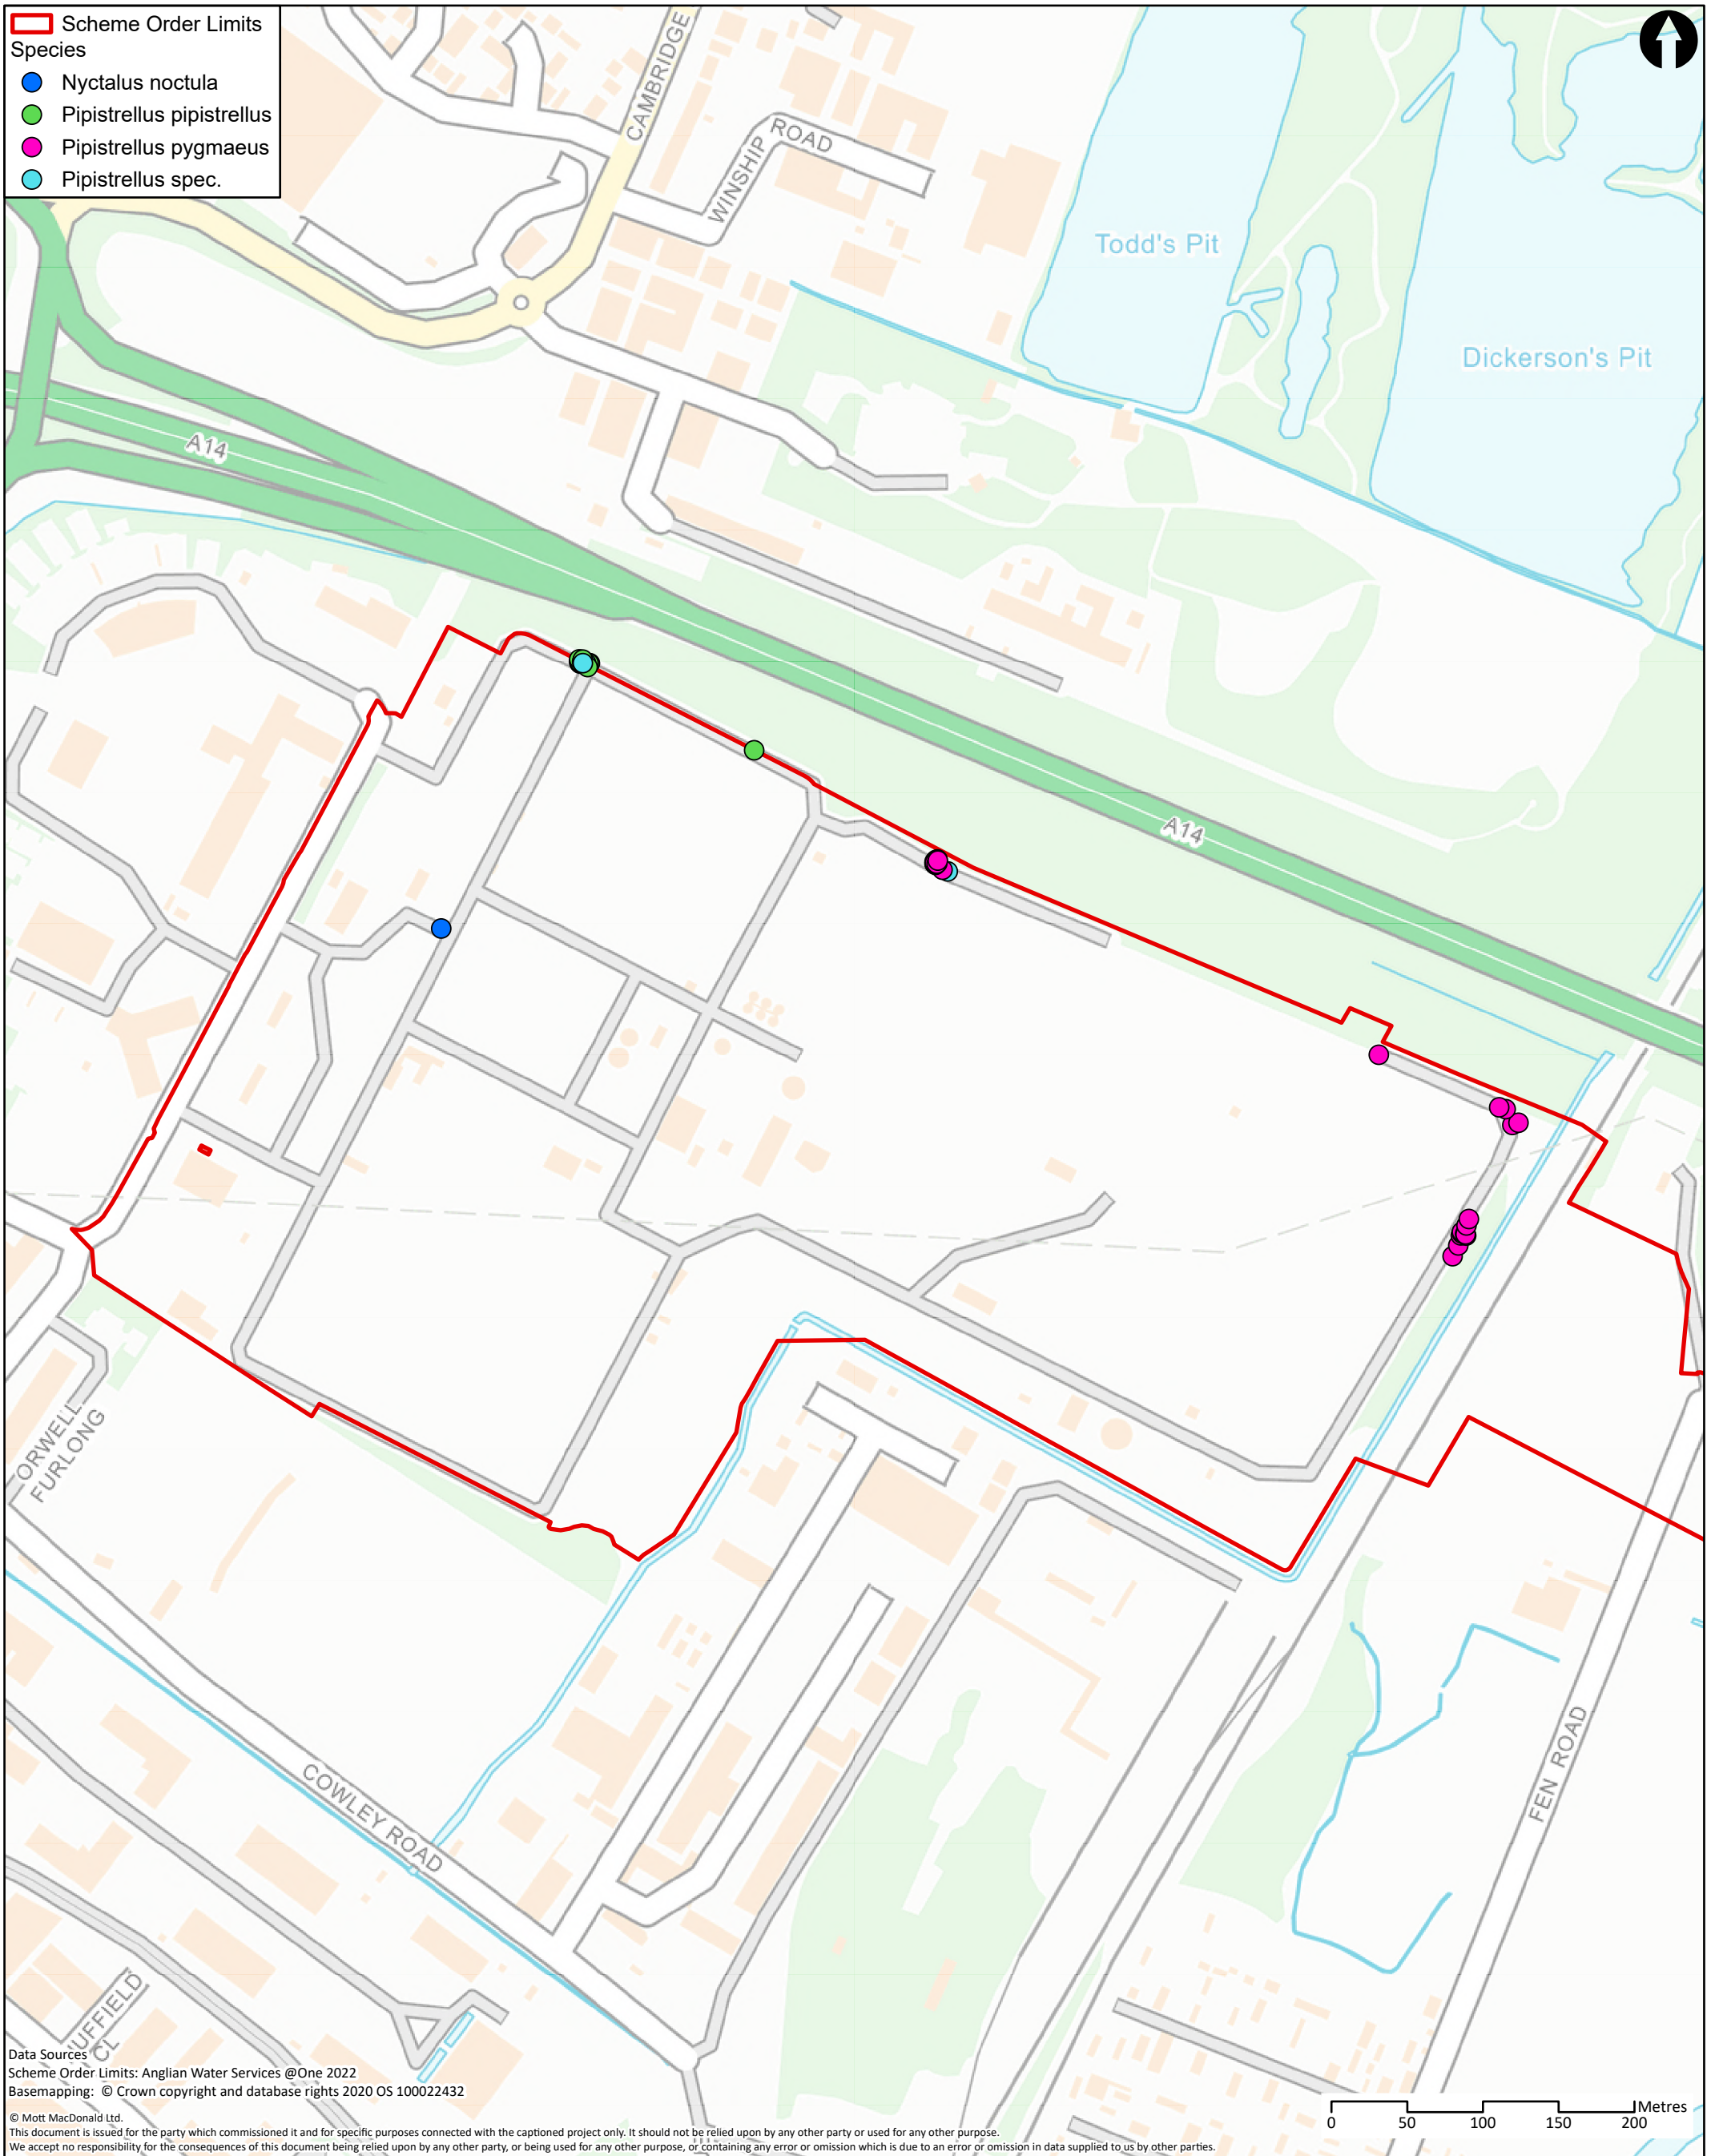 Scheme Order Limits
Species
Nyctalus noctula
Pipistrellus pipistrellus
Pipistrellus pygmaeus
Pipistrellus spec.
CAMBRIDGE
WINSHIP
ROAD
Todd's Pit
Dickerson's Pit
A14
A14
ORWELL
FURLONG
COWLEY ROAD
FEN ROAD
UFFIELD
CL
Data Sources
Scheme Order Limits: Anglian Water Services @One 2022
Basemapping: © Crown copyright and database rights 2020 OS 100022432
© Mott MacDonald Ltd.
This document is issued for the party which commissioned it and for specific purposes connected with the captioned project only. It should not be relied upon by any other party or used for any other purpose.
We accept no responsibility for the consequences of this document being relied upon by any other party, or being used for any other purpose, or containing any error or omission which is due to an error or omission in data supplied to us by other parties.
Metres
0 50 100 150 200